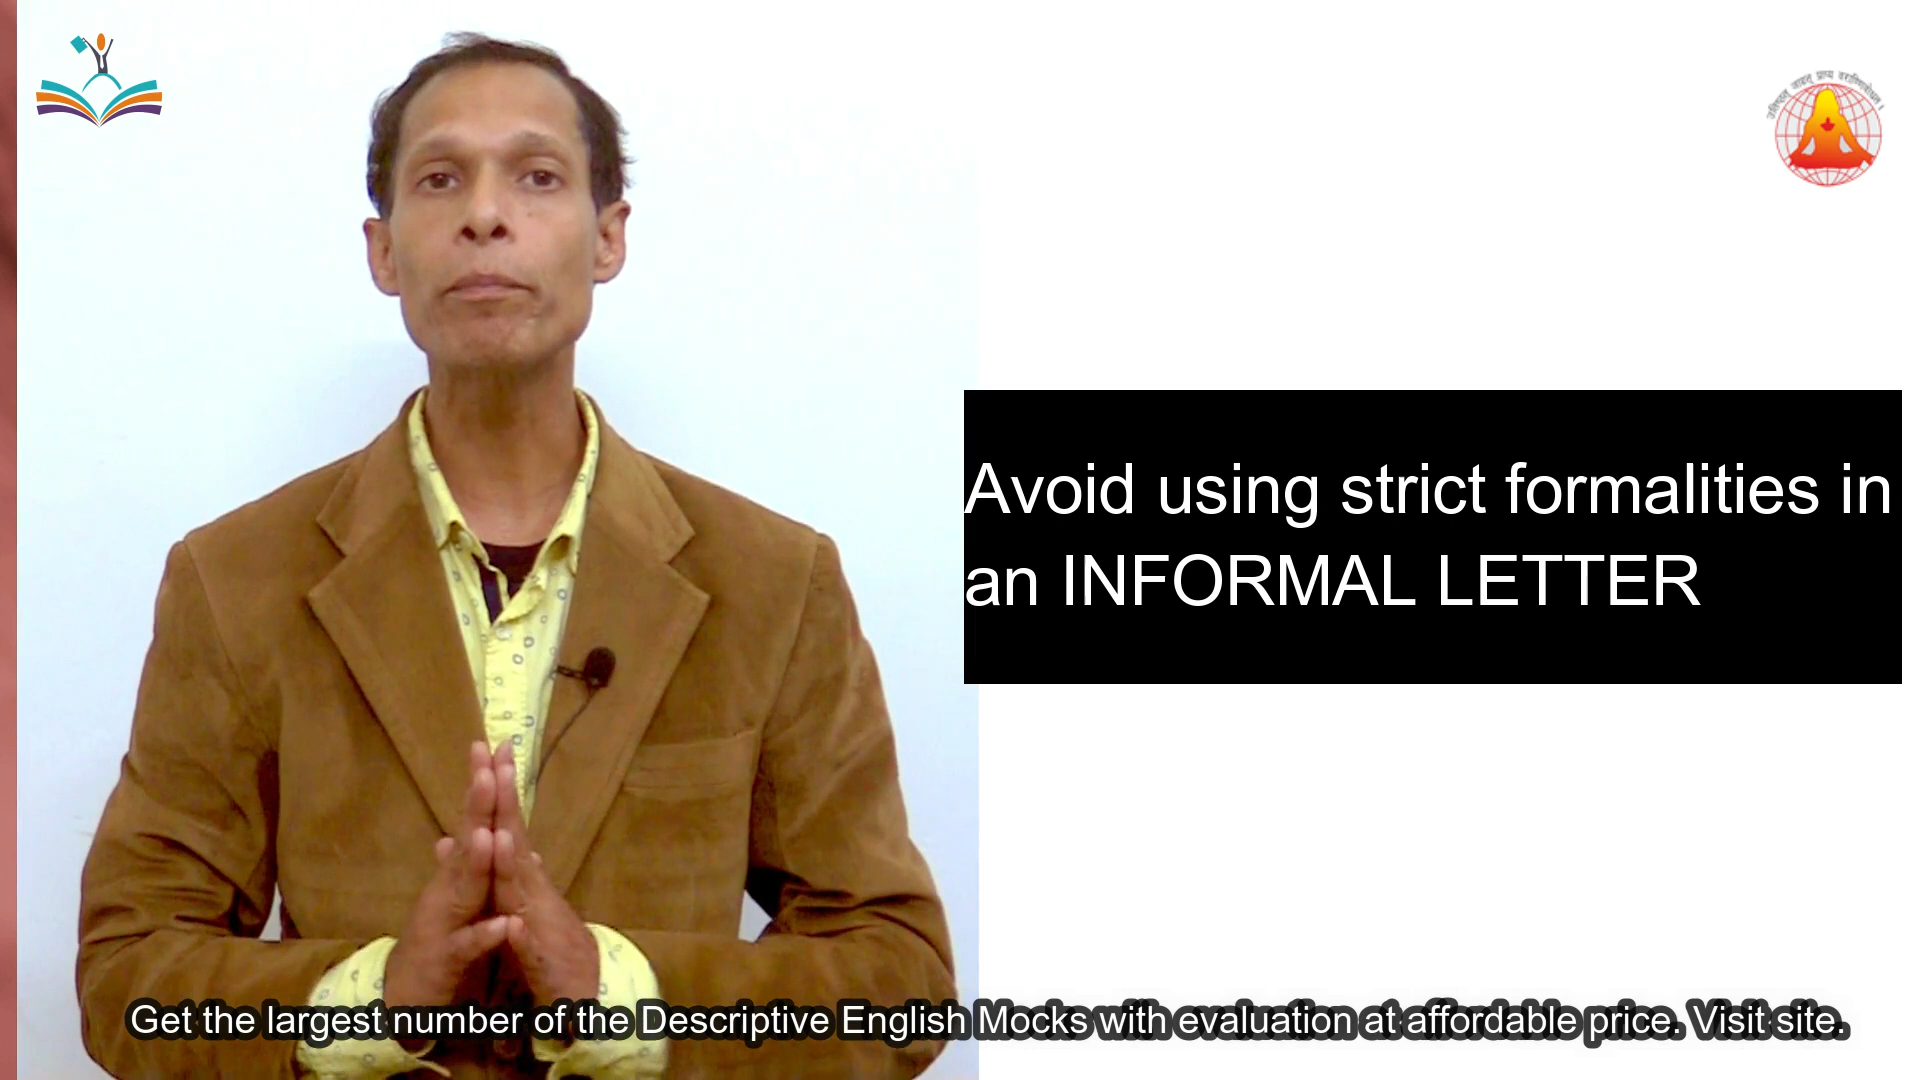 Avoid using strict formalities in
an INFORMAL LETTER
Get the largest number of the Descriptive English Mocks with evaluation at affordable price. Visit site.